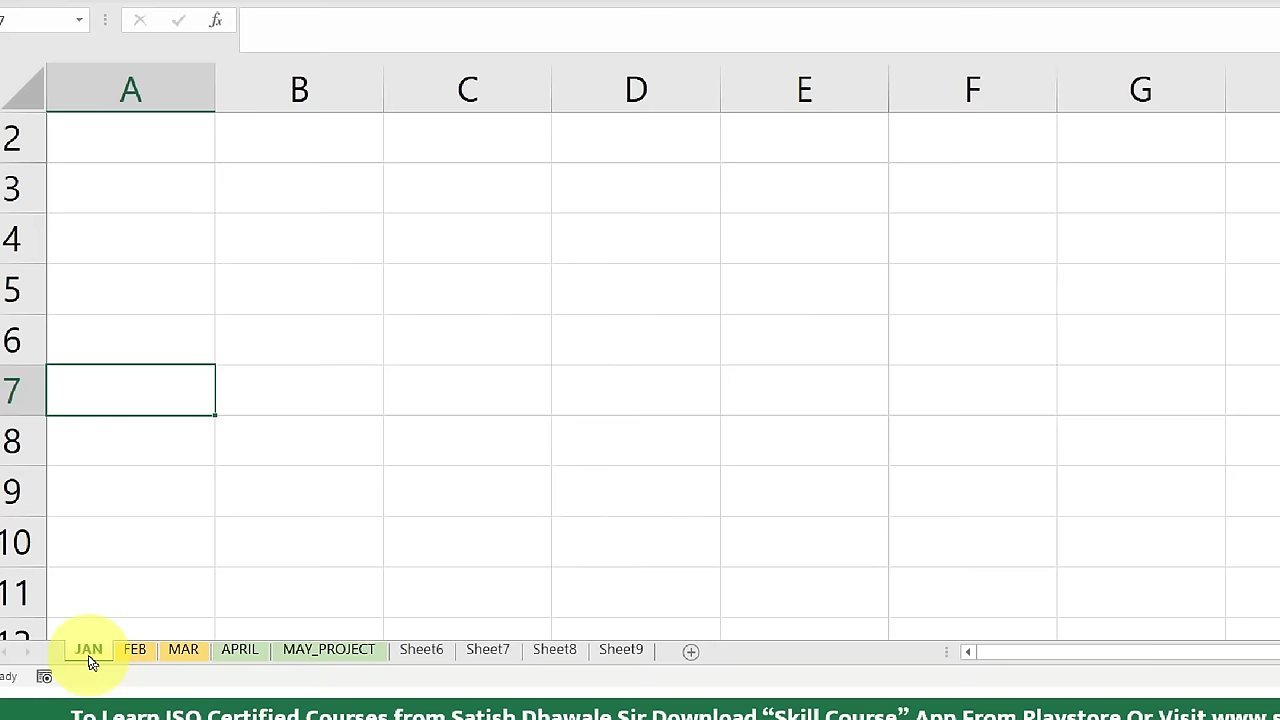 7
fx
A B C D E F G
2
3
4
5
6
7
8
9
10
11
12
JAN FEB MAR APRIL MAY_PROJECT Sheet6 Sheet7 Sheet8 Sheet9
ady
To Learn ISO Certified Courses from Satish Dhawale Sir Download “Skill Course” App From Playstore Or Visit www.